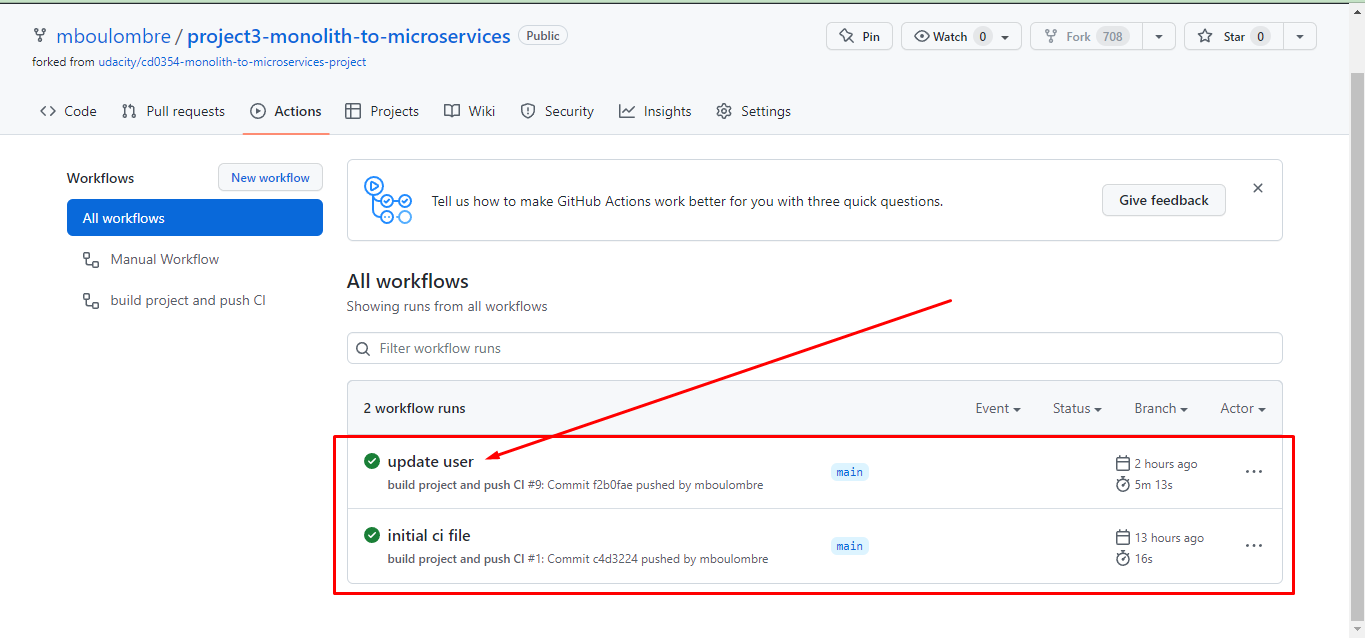 mboulombre / project3-monolith-to-microservices Public Pin Watch 0 Fork 708 Star 0
forked from udacity/cd0354-monolith-to-microservices-project
Code Pull requests Actions Projects Wiki Security Insights Settings
Workflows New workflow
All workflows
Manual Workflow
build project and push CI
Tell us how to make GitHub Actions work better for you with three quick questions. Give feedback
All workflows
Showing runs from all workflows
Filter workflow runs
2 workflow runs Event Status Branch Actor
update user
build project and push CI #9: Commit f2b0fae pushed by mboulombre
main
2 hours ago
5m 13s
initial ci file
build project and push CI #1: Commit c4d3224 pushed by mboulombre
main
13 hours ago
16s